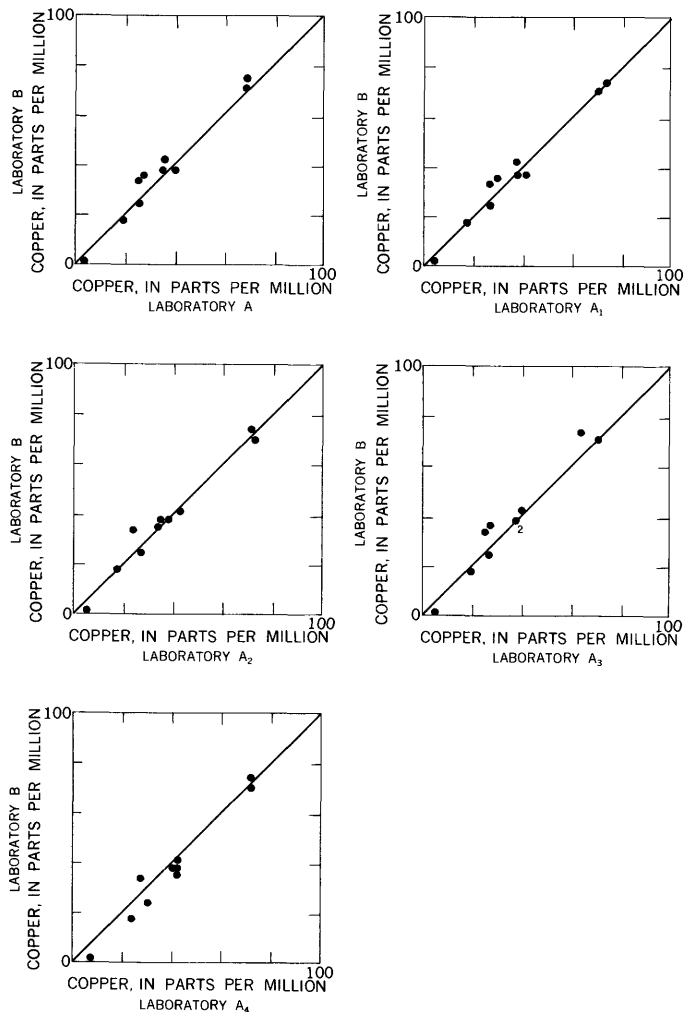 100
LABORATORY B
COPPER, IN PARTS PER MILLION
0
100
COPPER, IN PARTS PER MILLION
LABORATORY A
100
LABORATORY B
COPPER, IN PARTS PER MILLION
0
100
COPPER, IN PARTS PER MILLION
LABORATORY A₁
100
LABORATORY B
COPPER, IN PARTS PER MILLION
0
100
COPPER, IN PARTS PER MILLION
LABORATORY A₂
100
LABORATORY B
COPPER, IN PARTS PER MILLION
2
0
100
COPPER, IN PARTS PER MILLION
LABORATORY A₃
100
LABORATORY B
COPPER, IN PARTS PER MILLION
0
100
COPPER, IN PARTS PER MILLION
LABORATORY A₄